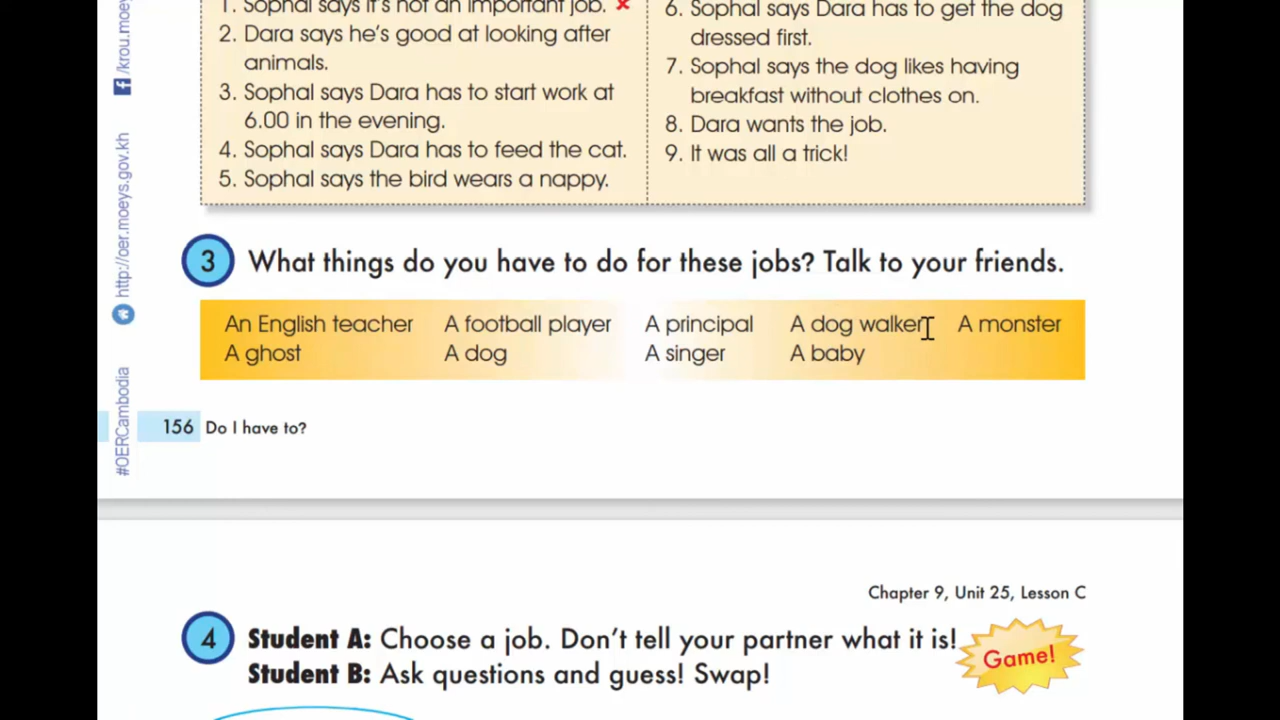 1. Sophal says it's not an important job. ✗
2. Dara says he's good at looking after
animals.
3. Sophal says Dara has to start work at
6.00 in the evening.
4. Sophal says Dara has to feed the cat.
5. Sophal says the bird wears a nappy.
6. Sophal says Dara has to get the dog
dressed first.
7. Sophal says the dog likes having
breakfast without clothes on.
8. Dara wants the job.
9. It was all a trick!
/krou.moey
http://oer.moeys.gov.kh
#OERCambodia
3 What things do you have to do for these jobs? Talk to your friends.
An English teacher A football player A principal A dog walker A monster
A ghost A dog A singer A baby
156 Do I have to?
Chapter 9, Unit 25, Lesson C
4 Student A: Choose a job. Don't tell your partner what it is!
Student B: Ask questions and guess! Swap!
Game!